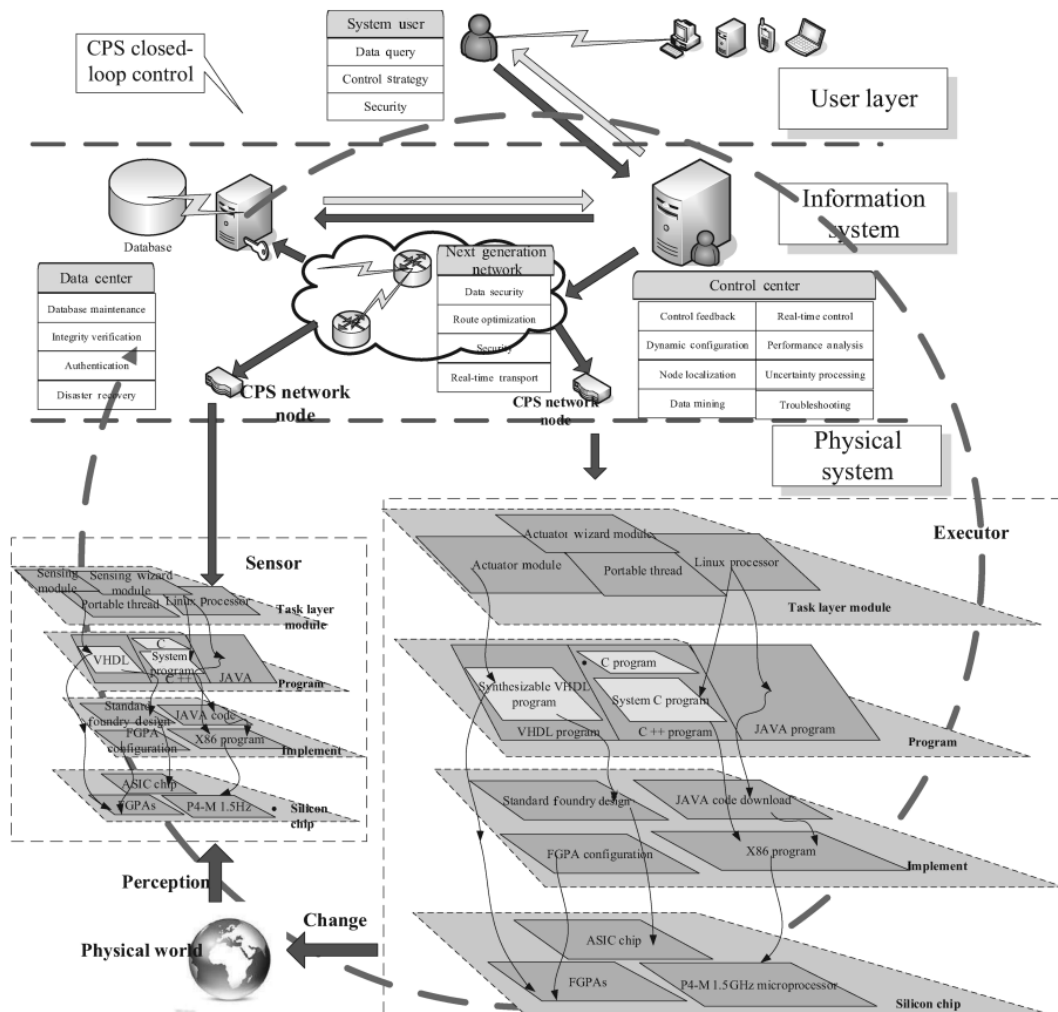 CPS closed-
loop control
System user
Data query
Control strategy
Security
User layer
Information
system
Database
Data center
Database maintenance
Integrity verification
Authentication
Disaster recovery
Next generation
network
Data security
Route optimization
Security
Real-time transport
Control center
Control feedback
Real-time control
Dynamic configuration
Performance analysis
Node localization
Uncertainty processing
Data mining
Troubleshooting
CPS network
node
CPS network
node
Physical
system
Sensor
Sensing
module
Sensing wizard
module
Portable thread
Linux processor
Task layer
module
VHDL
C
System
program
C ++
JAVA
Program
Standard
foundry design
JAVA code
FGPA
configuration
X86 program
Implement
ASIC chip
FGPAs
P4-M 1.5Hz
Silicon
chip
Perception
Physical world
Change
Executor
Actuator wizard module
Actuator module
Portable thread
Linux processor
Task layer module
C program
Synthesizable VHDL
program
System C program
VHDL program
C ++ program
JAVA program
Program
Standard foundry design
JAVA code download
FGPA configuration
X86 program
Implement
ASIC chip
FGPAs
P4-M 1.5GHz microprocessor
Silicon chip